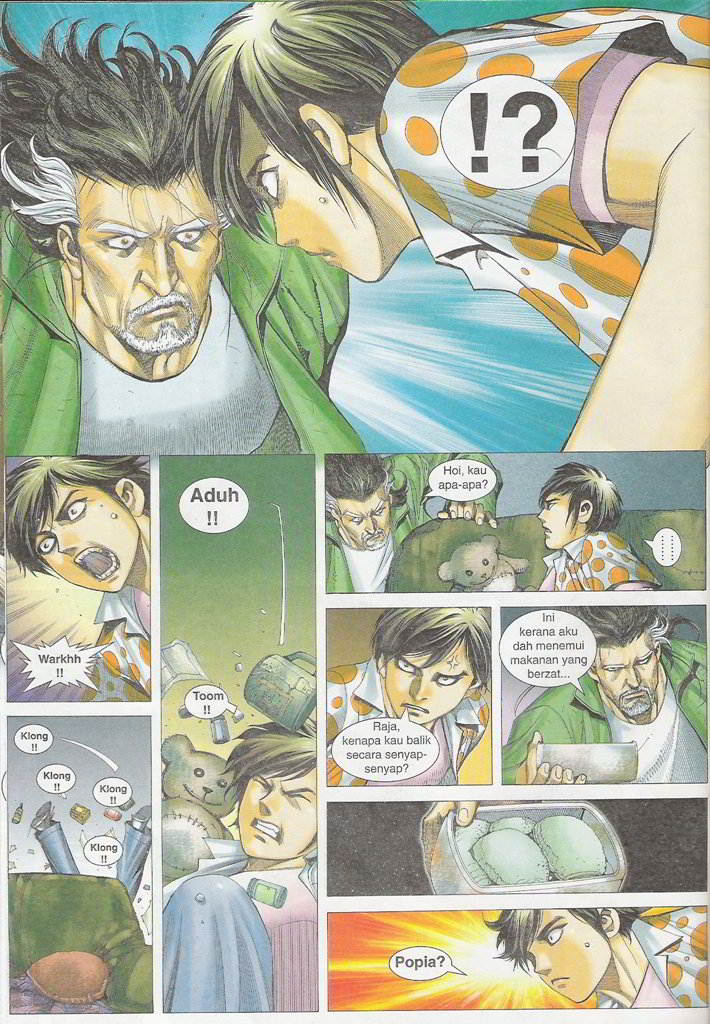 !?
Warkhh
!!
Klong
!!
Klong
!!
Klong
!!
Klong
!!
Aduh
!!
Toom
!!
Hoi, kau
apa-apa?
......
Raja,
kenapa kau balik
secara senyap-
senyap?
Ini
kerana aku
dah menemui
makanan yang
berzat...
Popia?